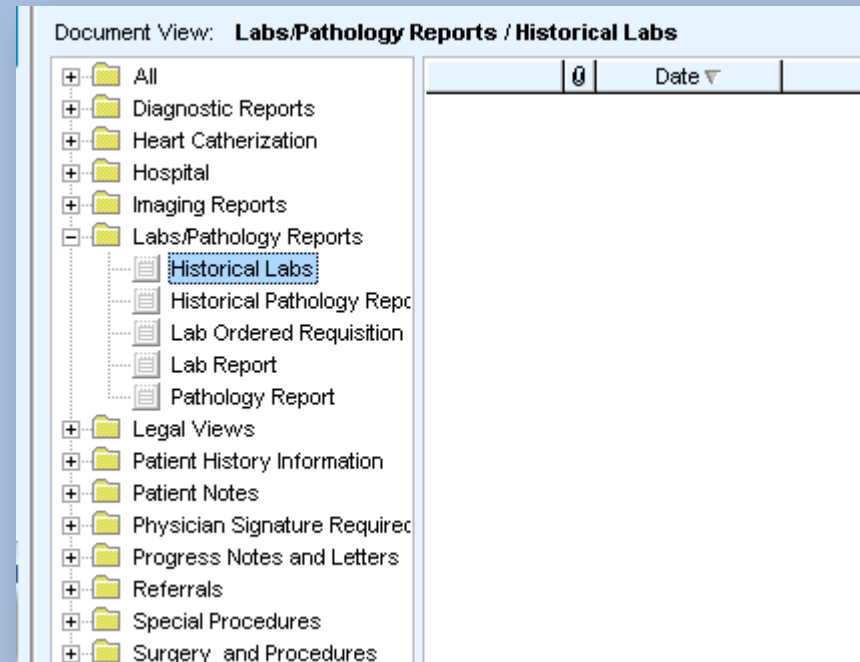 Document View: Labs/Pathology Reports / Historical Labs
Date
All
Diagnostic Reports
Heart Catherization
Hospital
Imaging Reports
Labs/Pathology Reports
Historical Labs
Historical Pathology Repo
Lab Ordered Requisition
Lab Report
Pathology Report
Legal Views
Patient History Information
Patient Notes
Physician Signature Required
Progress Notes and Letters
Referrals
Special Procedures
Surgery and Procedures